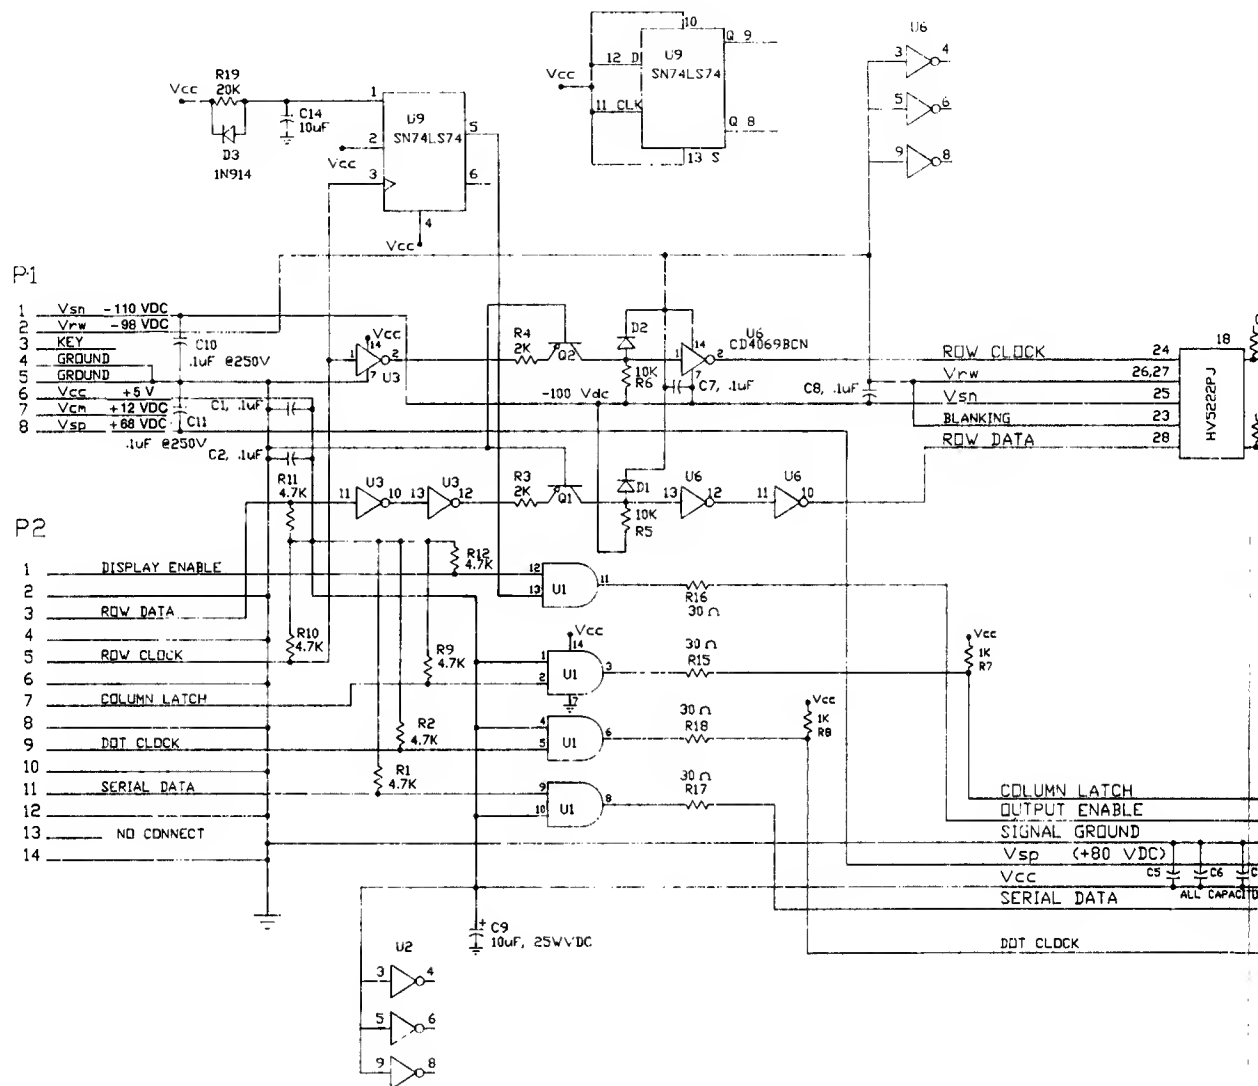 10
Q 9
12 D
U9
SN74LS74
Vcc
11 CLK
Q 8
13 S
U6
3 4
5 6
9 8
R19
20K
Vcc
C14
10uF
D3
1N914
1
U9
SN74LS74
5
2
Vcc
3
6
4
Vcc
P1
1 Vsn -110 VDC
2 Vrw -98 VDC
3 KEY
4 GROUND
5 GROUND
6 Vcc +5 V
7 Vcm +12 VDC
8 Vsp +68 VDC
C10
.1uF @250V
C11
.1uF @250V
C1, .1uF
C2, .1uF
Vcc
14
1 2
7 U3
R4
2K
Q2
D2
10K
R6
-100 Vdc
14
U6
CD4069BCN
1 2
7
C7, .1uF
C8, .1uF
ROW CLOCK 24
Vrw 26,27
Vsn 25
BLANKING 23
ROW DATA 28
18
HV5222PJ
R11
4.7K
U3
11 10
U3
13 12
R3
2K
Q1
D1
10K
R5
U6
13 12
U6
11 10
P2
1 DISPLAY ENABLE
2
3 ROW DATA
4
5 ROW CLOCK
6
7 COLUMN LATCH
8
9 DOT CLOCK
10
11 SERIAL DATA
12
13 NO CONNECT
14
R12
4.7K
R10
4.7K
R9
4.7K
R2
4.7K
R1
4.7K
12
13
U1
11
R16
30 Ω
Vcc
14
1
2
U1
3
7
30 Ω
R15
Vcc
1K
R7
4
5
U1
6
30 Ω
R18
Vcc
1K
R8
9
10
U1
8
30 Ω
R17
COLUMN LATCH
OUTPUT ENABLE
SIGNAL GROUND
Vsp (+80 VDC)
C5 C6 C
Vcc
ALL CAPACITO
SERIAL DATA
DOT CLOCK
+
C9
10uF, 25WVDC
U2
3 4
5 6
9 8